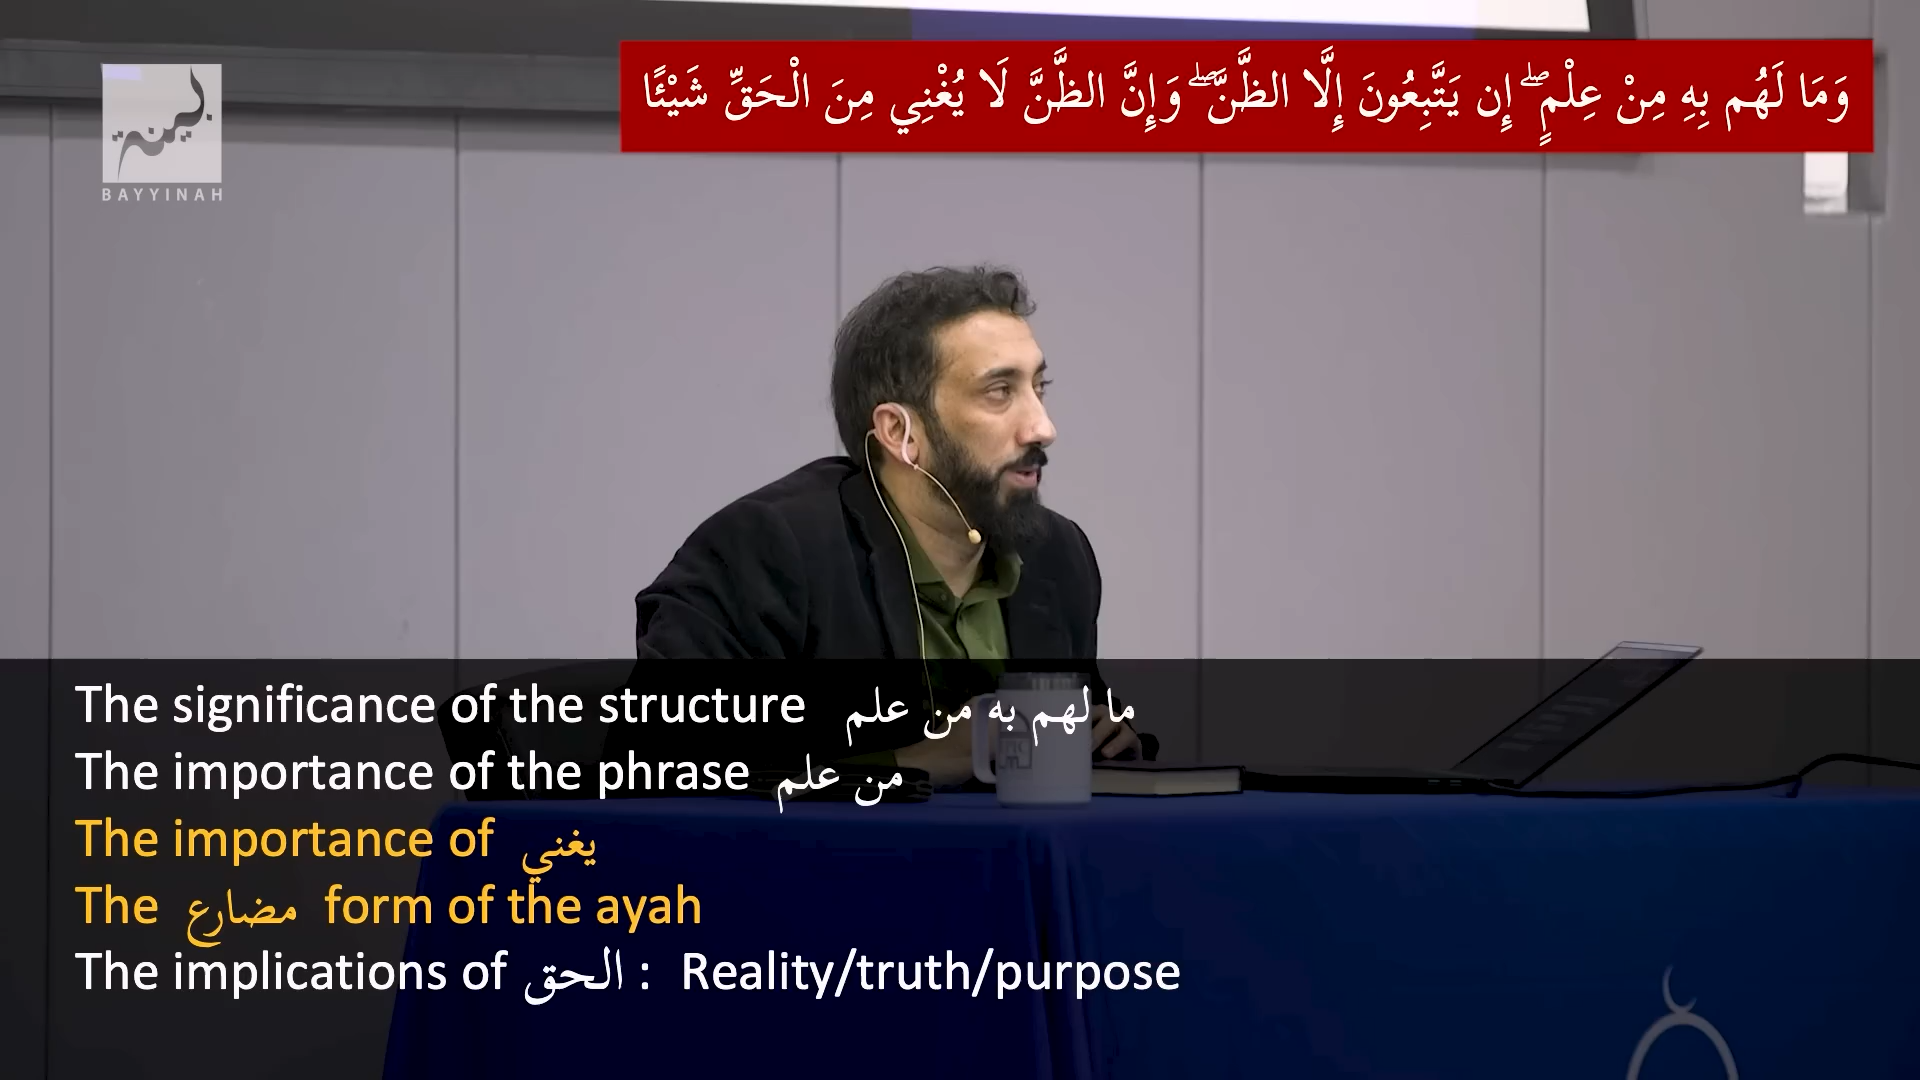 وَمَا لَهُم بِهِ مِنْ عِلْمٍ ۖ إِن يَتَّبِعُونَ إِلَّا الظَّنَّ ۖ وَإِنَّ الظَّنَّ لَا يُغْنِي مِنَ الْحَقِّ شَيْئًا
بينة
BAYYINAH
The significance of the structure ما لهم به من علم
The importance of the phrase من علم
The importance of يغني
The مضارع form of the ayah
The implications of الحق : Reality/truth/purpose